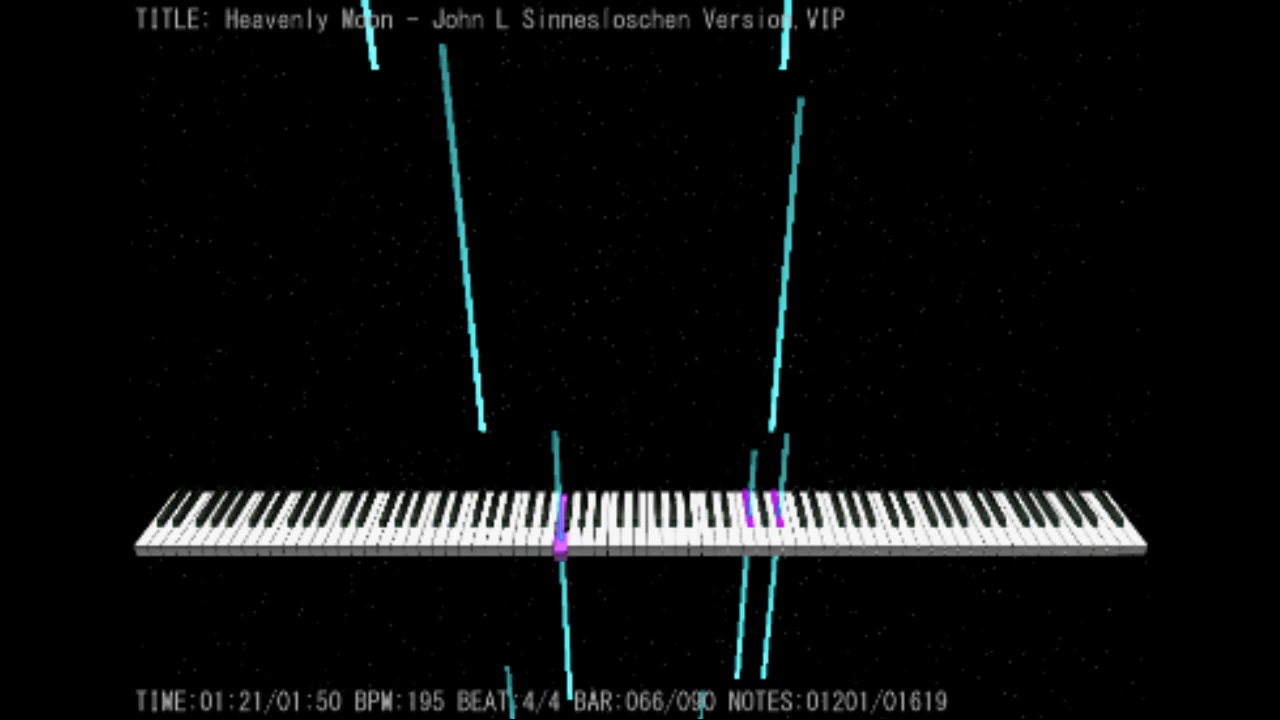 TITLE: Heavenly Moon - John L Sinnesloschen Version.VIP
TIME:01:21/01:50 BPM:195 BEAT:4/4 BAR:066/090 NOTES:01201/01619